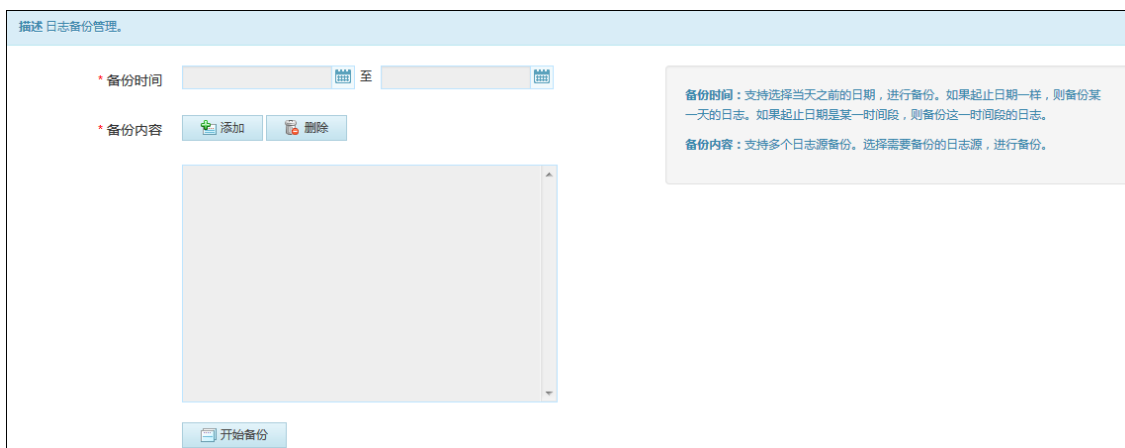 描述 日志备份管理。
* 备份时间 至
备份时间：支持选择当天之前的日期，进行备份。如果起止日期一样，则备份某
一天的日志。如果起止日期是某一时间段，则备份这一时间段的日志。
* 备份内容 添加 删除
备份内容：支持多个日志源备份。选择需要备份的日志源，进行备份。
开始备份